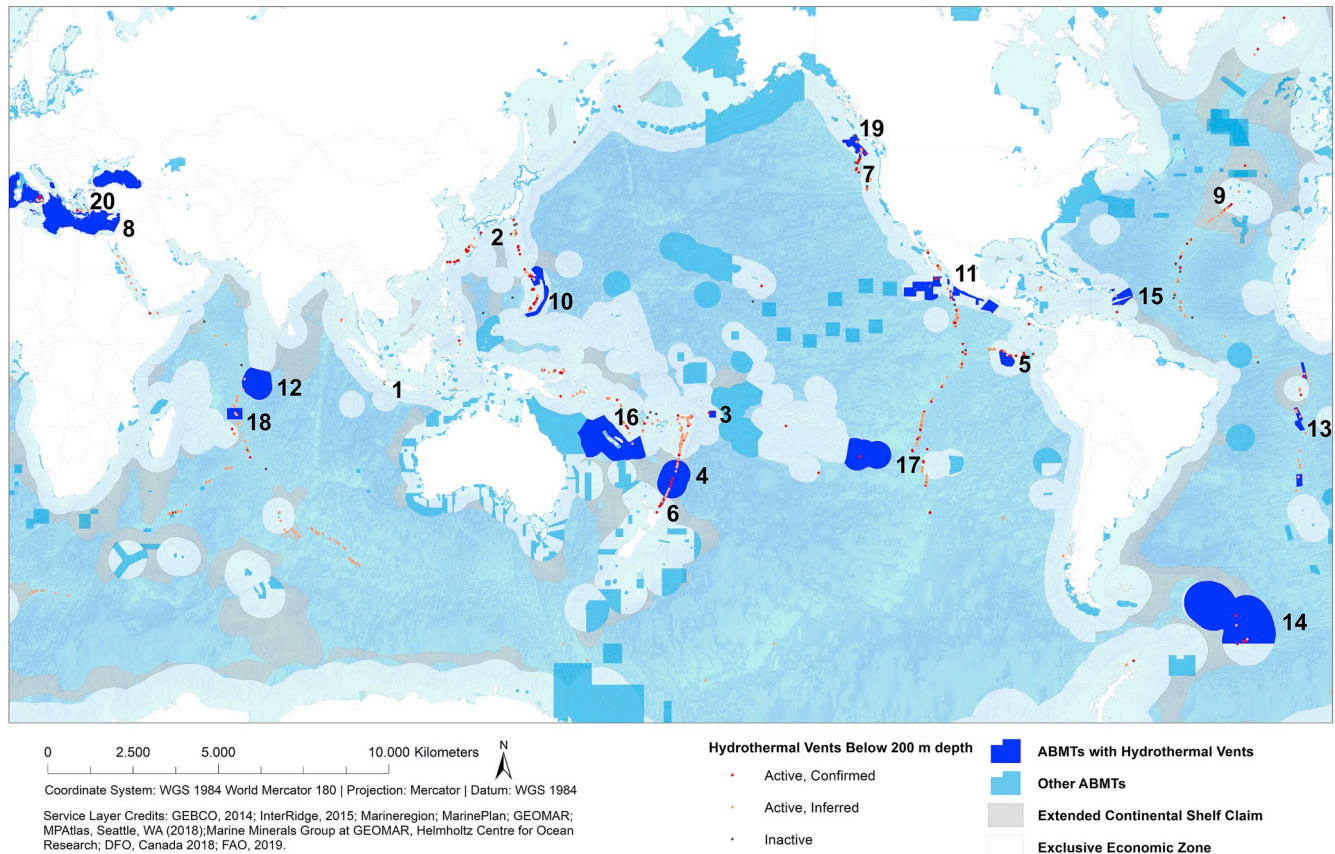 19
7
9
20
8
2
10
11
15
12
1
5
18
3
16
13
17
4
6
14
0 2.500 5.000 10.000 Kilometers
N
Coordinate System: WGS 1984 World Mercator 180 | Projection: Mercator | Datum: WGS 1984
Service Layer Credits: GEBCO, 2014; InterRidge, 2015; Marineregion; MarinePlan; GEOMAR;
MPAtlas, Seattle, WA (2018);Marine Minerals Group at GEOMAR, Helmholtz Centre for Ocean
Research; DFO, Canada 2018; FAO, 2019.
Hydrothermal Vents Below 200 m depth
Active, Confirmed
Active, Inferred
Inactive
ABMTs with Hydrothermal Vents
Other ABMTs
Extended Continental Shelf Claim
Exclusive Economic Zone